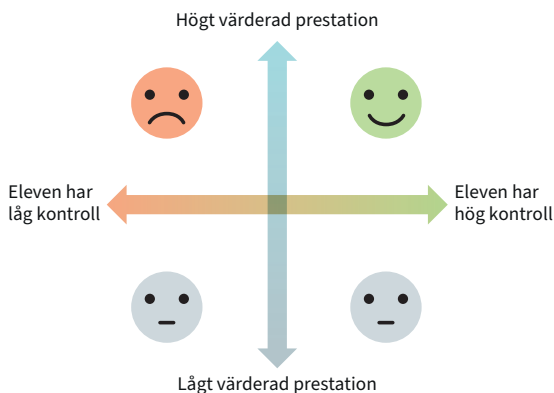 Högt värderad prestation
Eleven har
låg kontroll
Eleven har
hög kontroll
Lågt värderad prestation